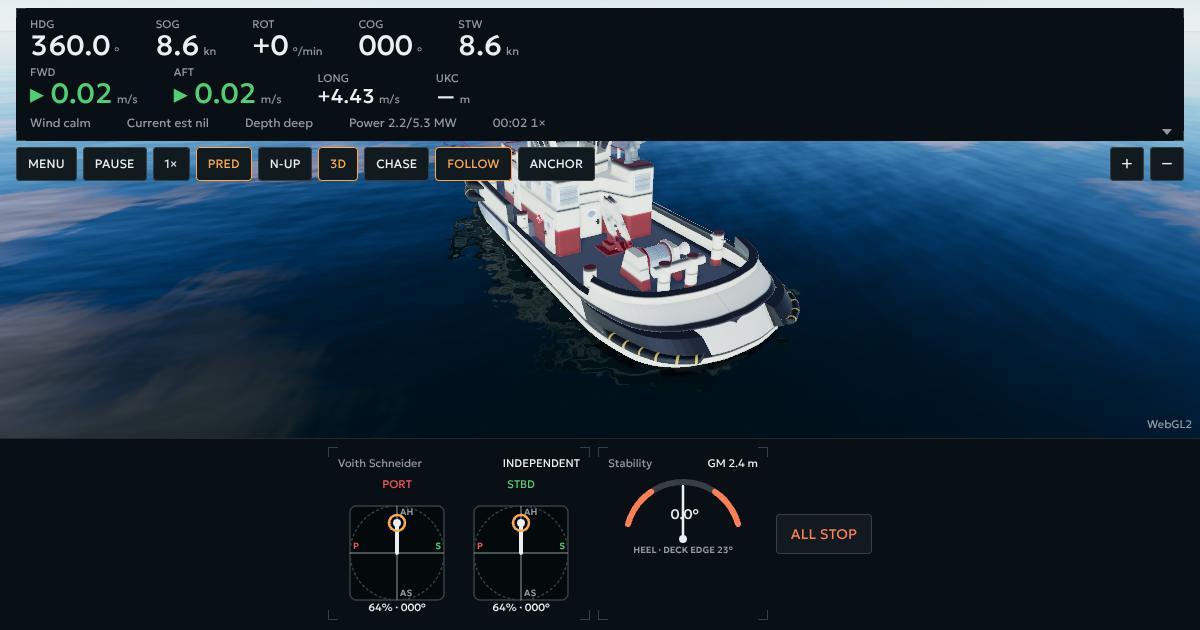 HDG SOG ROT COG STW
360.0 ° 8.6 kn +0 °/min 000 ° 8.6 kn
FWD AFT LONG UKC
▶ 0.02 m/s ▶ 0.02 m/s +4.43 m/s — m
Wind calm Current est nil Depth deep Power 2.2/5.3 MW 00:02 1×
MENU PAUSE 1× PRED N-UP 3D CHASE FOLLOW ANCHOR + −
WebGL2
Voith Schneider INDEPENDENT
PORT STBD
AH AH
P S P S
AS AS
64% · 000° 64% · 000°
Stability GM 2.4 m
0.0°
HEEL · DECK EDGE 23°
ALL STOP